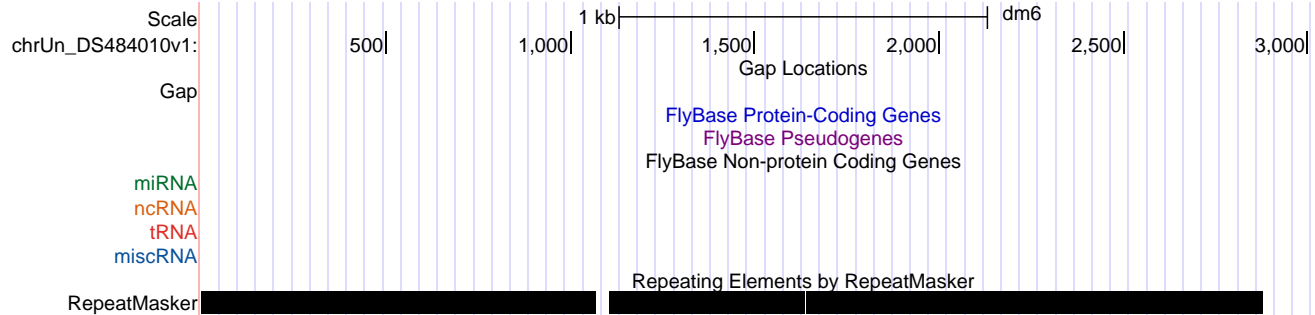 Scale 1 kb dm6
chrUn_DS484010v1: 500 1,000 1,500 2,000 2,500 3,000
Gap Locations
Gap
FlyBase Protein-Coding Genes
FlyBase Pseudogenes
FlyBase Non-protein Coding Genes
miRNA
ncRNA
tRNA
miscRNA
Repeating Elements by RepeatMasker
RepeatMasker